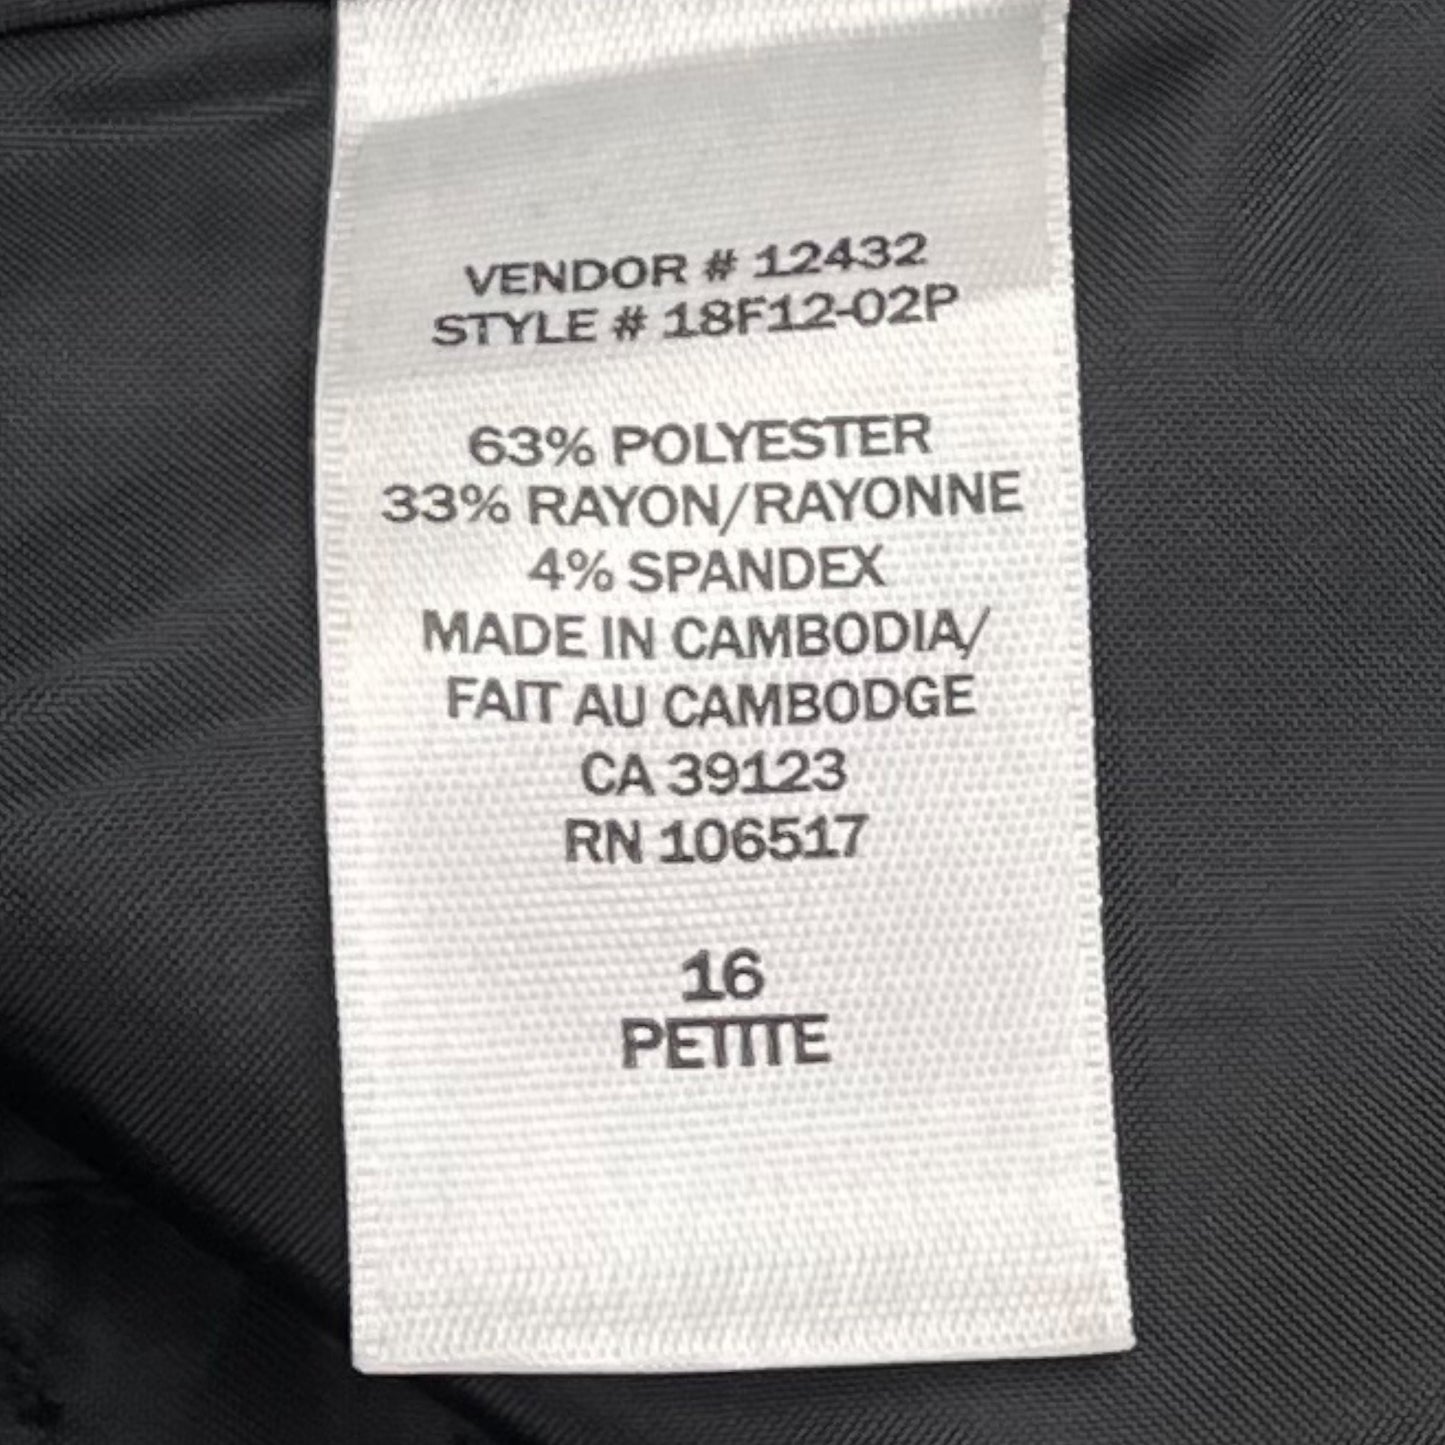 VENDOR # 12432
STYLE # 18F12-02P
63% POLYESTER
33% RAYON/RAYONNE
4% SPANDEX
MADE IN CAMBODIA/
FAIT AU CAMBODGE
CA 39123
RN 106517
16
PETITE